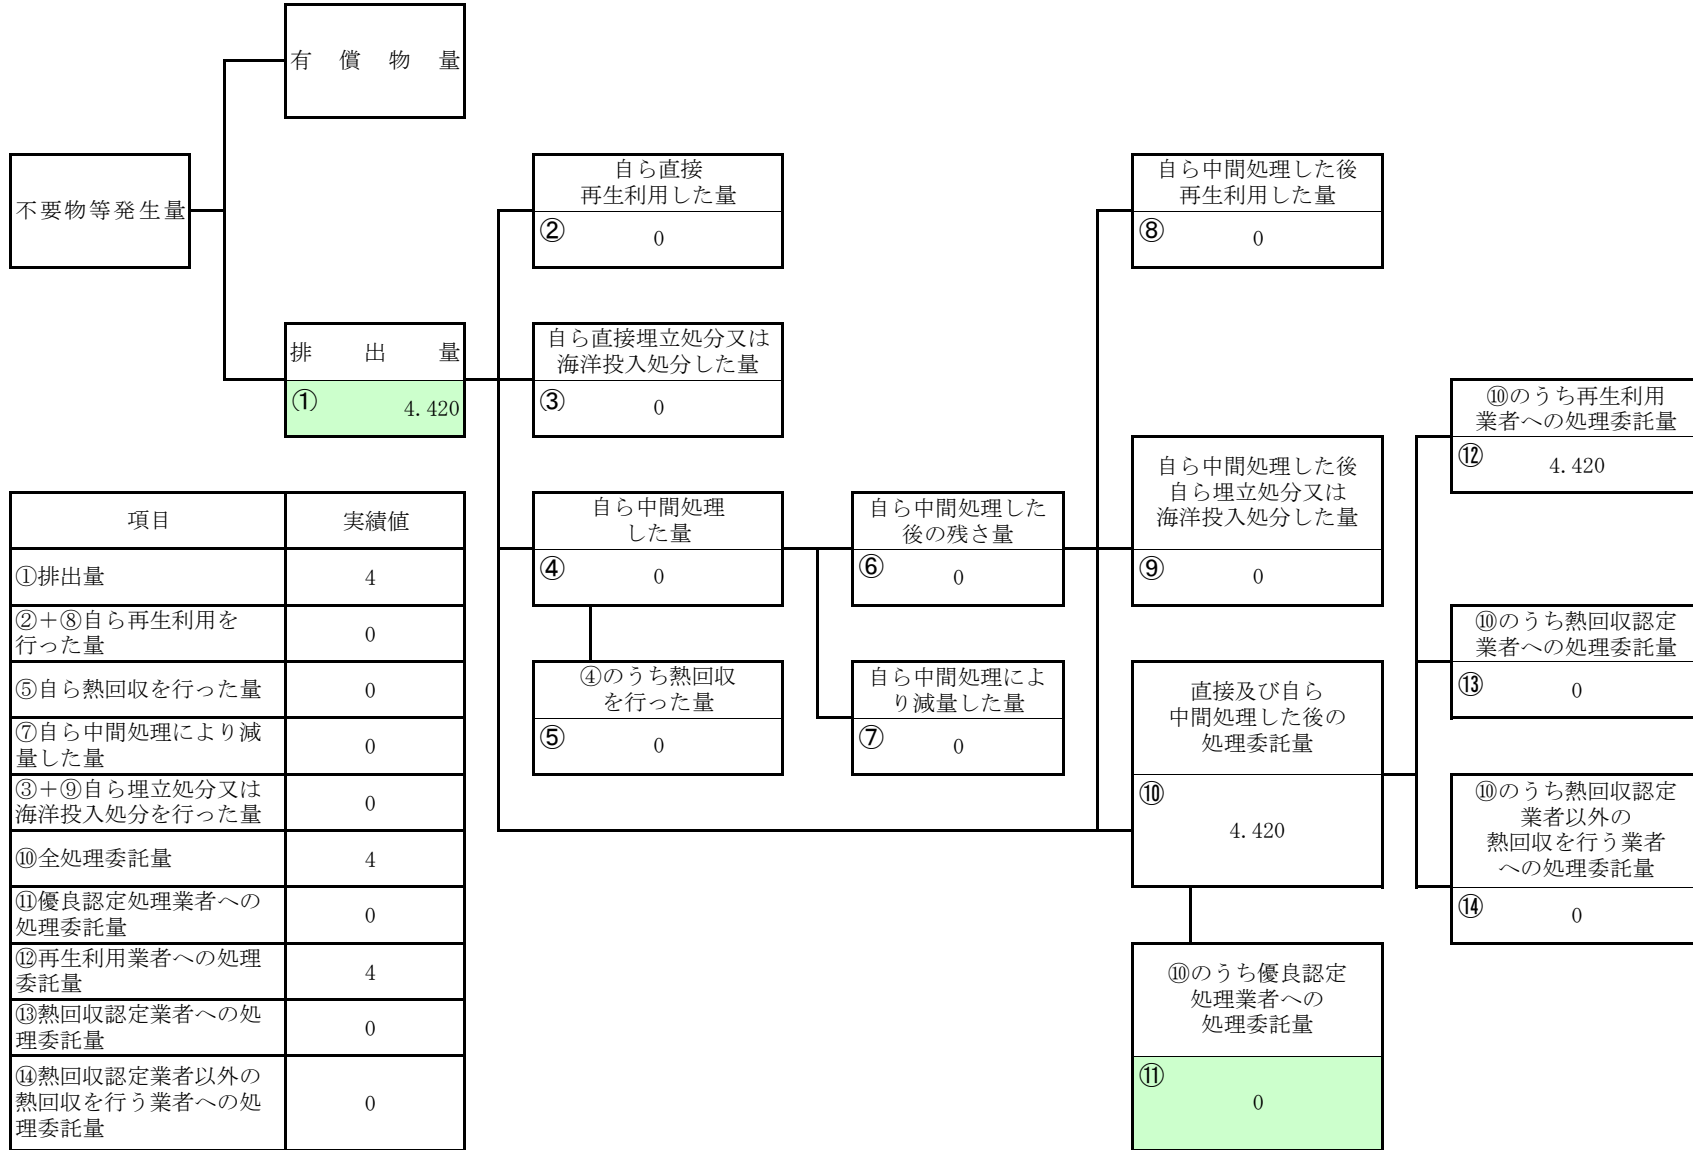 有償物量
不要物等発生量
排出量
① 4.420
自ら直接
再生利用した量
② 0
自ら直接埋立処分又は
海洋投入処分した量
③ 0
自ら中間処理
した量
④ 0
④のうち熱回収
を行った量
⑤ 0
自ら中間処理した
後の残さ量
⑥ 0
自ら中間処理によ
り減量した量
⑦ 0
自ら中間処理した後
再生利用した量
⑧ 0
自ら中間処理した後
自ら埋立処分又は
海洋投入処分した量
⑨ 0
直接及び自ら
中間処理した後の
処理委託量
⑩
4.420
⑩のうち優良認定
処理業者への
処理委託量
⑪
0
⑩のうち再生利用
業者への処理委託量
⑫ 4.420
⑩のうち熱回収認定
業者への処理委託量
⑬ 0
⑩のうち熱回収認定
業者以外の
熱回収を行う業者
への処理委託量
⑭ 0
項目 実績値
①排出量 4
②+⑧自ら再生利用を
行った量 0
⑤自ら熱回収を行った量 0
⑦自ら中間処理により減
量した量 0
③+⑨自ら埋立処分又は
海洋投入処分を行った量 0
⑩全処理委託量 4
⑪優良認定処理業者への
処理委託量 0
⑫再生利用業者への処理
委託量 4
⑬熱回収認定業者への処
理委託量 0
⑭熱回収認定業者以外の
熱回収を行う業者への処 0
理委託量